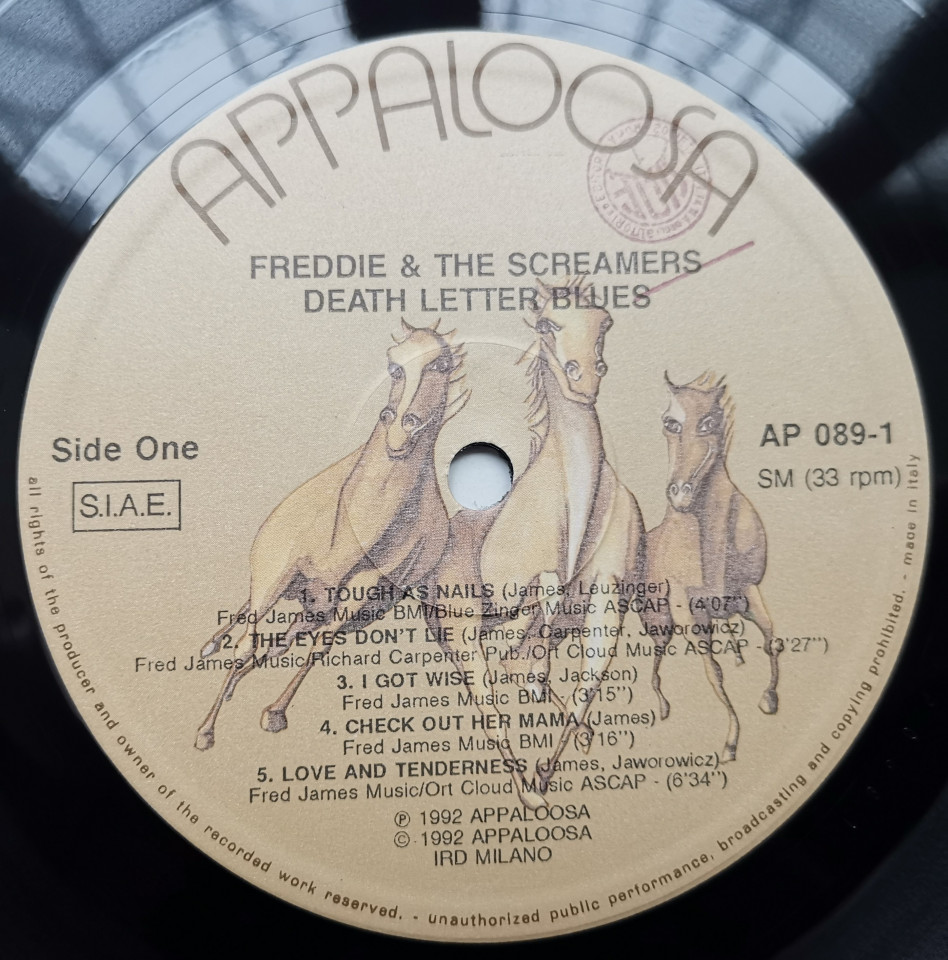 APPALOOSA
FREDDIE & THE SCREAMERS
DEATH LETTER BLUES
Side One
S.I.A.E.
AP 089-1
SM (33 rpm)
1. TOUGH AS NAILS (James, Leuzinger)
Fred James Music BMI/Blue Zinger Music ASCAP - (4'07")
2. THE EYES DON'T LIE (James, Carpenter, Jaworowicz)
Fred James Music/Richard Carpenter Pub./Ort Cloud Music ASCAP - (3'27")
3. I GOT WISE (James, Jackson)
Fred James Music BMI - (3'15")
4. CHECK OUT HER MAMA (James)
Fred James Music BMI - (3'16")
5. LOVE AND TENDERNESS (James, Jaworowicz)
Fred James Music/Ort Cloud Music ASCAP - (6'34")
℗ 1992 APPALOOSA
© 1992 APPALOOSA
IRD MILANO
all rights of the producer and owner of the recorded work reserved. - unauthorized public performance, broadcasting and copying prohibited. - made in Italy